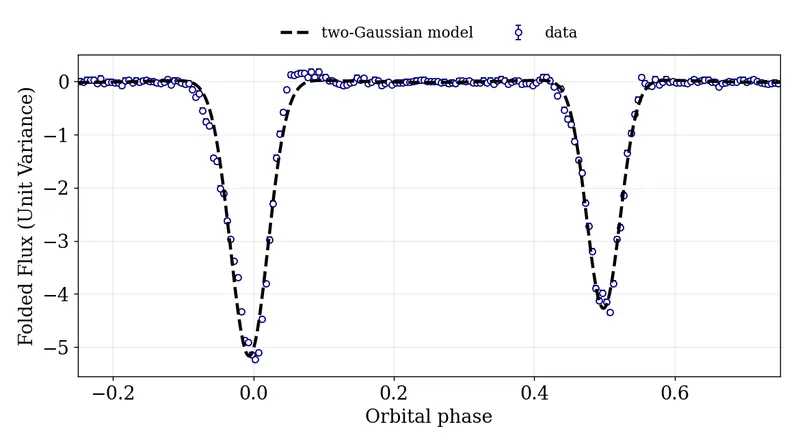 two-Gaussian model data
0
−1
−2
−3
−4
−5
Folded Flux (Unit Variance)
−0.2 0.0 0.2 0.4 0.6
Orbital phase